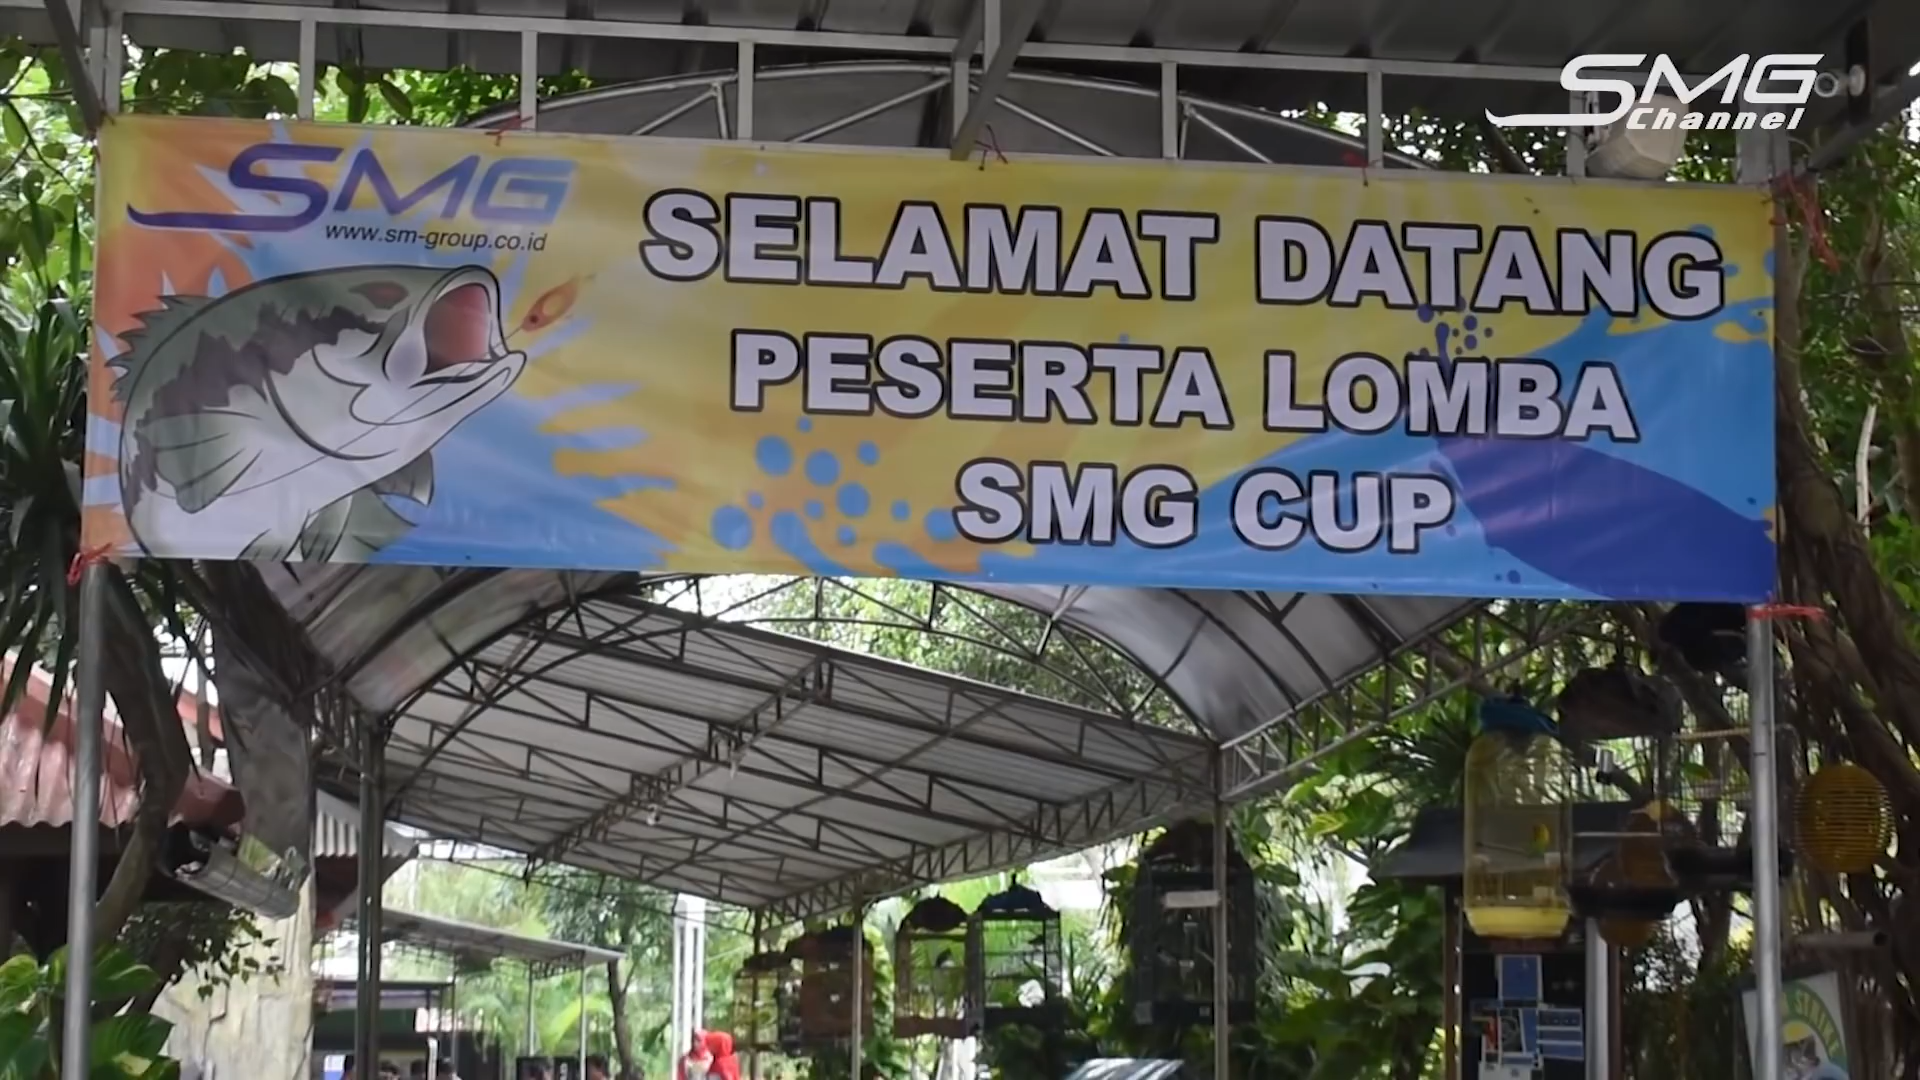 SMG
Channel
SMG
www.sm-group.co.id
SELAMAT DATANG
PESERTA LOMBA
SMG CUP